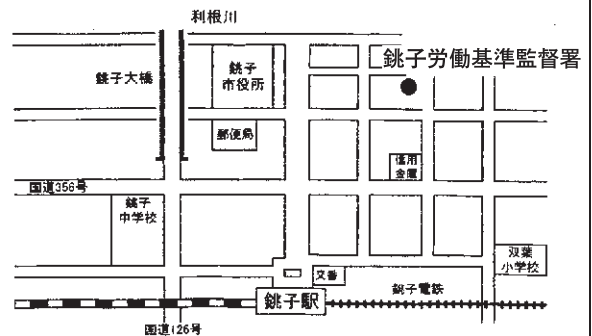 利根川
銚子労働基準監督署
銚子大橋
銚子
市役所
郵便局
信用
金庫
国道356号
銚子
中学校
双葉
小学校
交番
銚子駅
銚子電鉄
国道126号